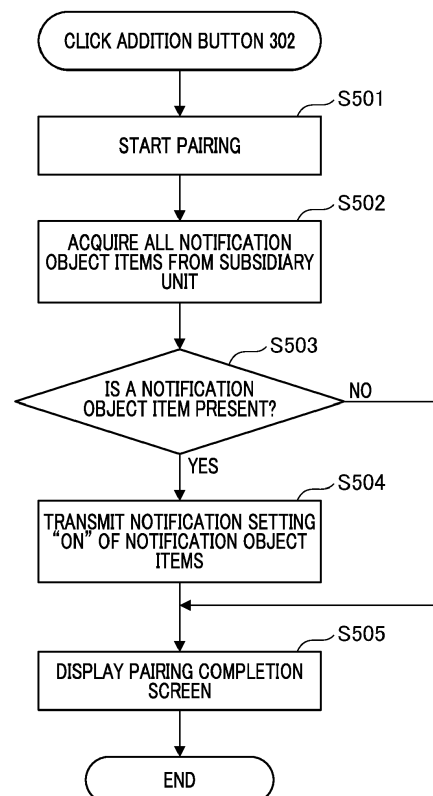 CLICK ADDITION BUTTON 302
S501
START PAIRING
S502
ACQUIRE ALL NOTIFICATION
OBJECT ITEMS FROM SUBSIDIARY
UNIT
S503
IS A NOTIFICATION
OBJECT ITEM PRESENT?
NO
YES
S504
TRANSMIT NOTIFICATION SETTING
“ON” OF NOTIFICATION OBJECT
ITEMS
S505
DISPLAY PAIRING COMPLETION
SCREEN
END